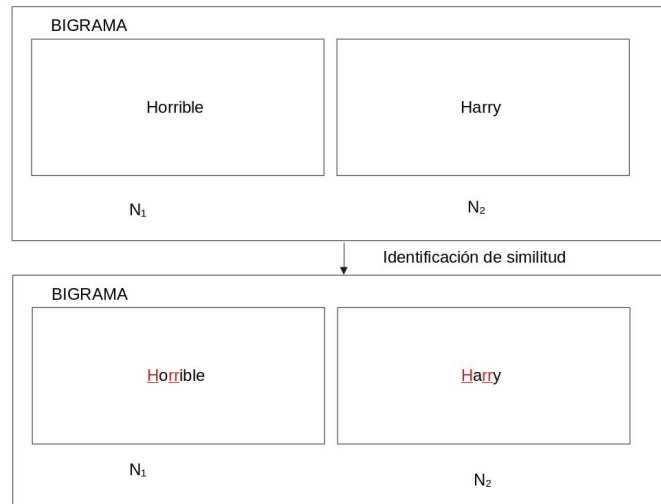 BIGRAMA
Horrible Harry
N₁ N₂
Identificación de similitud
BIGRAMA
Horrible Harry
N₁ N₂